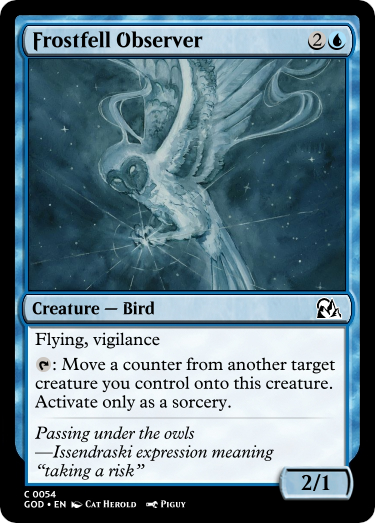 Frostfell Observer 2
Creature — Bird
Flying, vigilance
: Move a counter from another target
creature you control onto this creature.
Activate only as a sorcery.
Passing under the owls
—Issendraski expression meaning
“taking a risk”
2/1
C 0054
GOD • EN Cat Herold Piguy